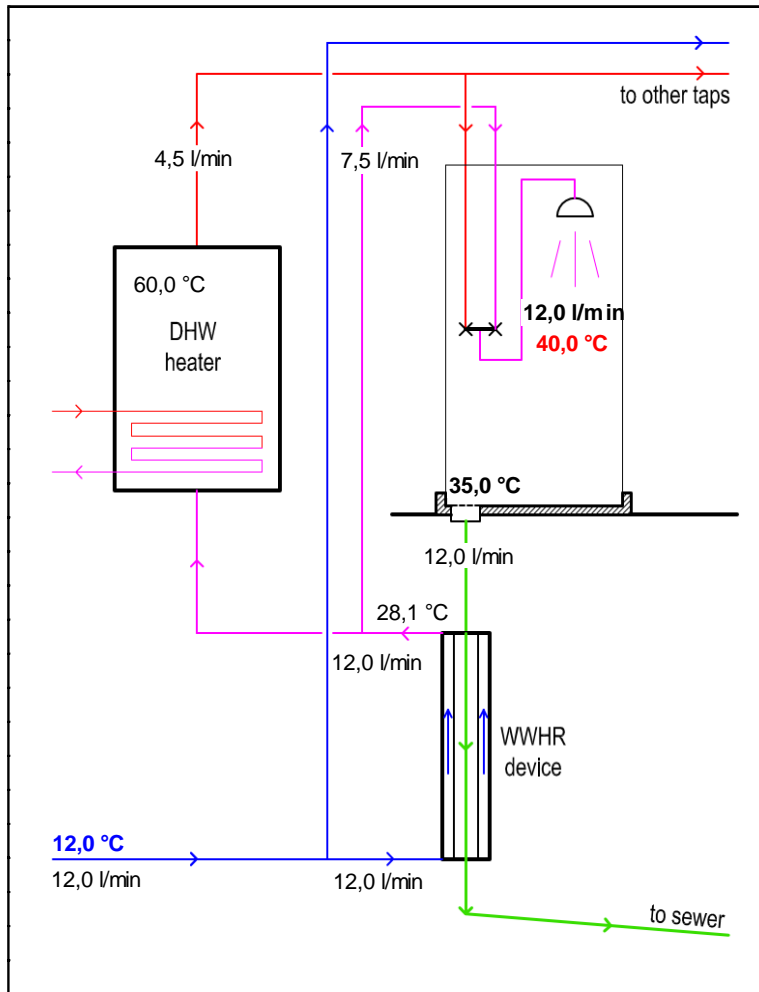 to other taps
4,5 l/min
7,5 l/min
60,0 °C
DHW
heater
12,0 l/min
40,0 °C
35,0 °C
12,0 l/min
28,1 °C
12,0 l/min
WWHR
device
12,0 °C
12,0 l/min
12,0 l/min
to sewer